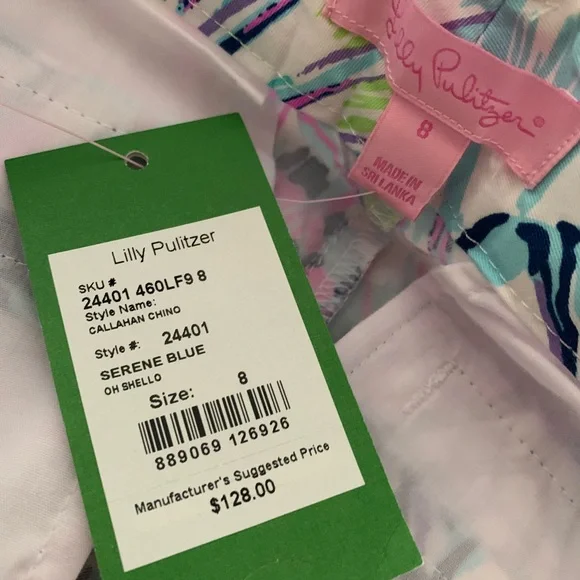 Lilly Pulitzer®
8
MADE IN
SRI LANKA
Lilly Pulitzer
SKU #
24401 460LF9 8
Style Name:
CALLAHAN CHINO
Style #: 24401
SERENE BLUE
OH SHELLO
Size: 8
889069 126926
Manufacturer's Suggested Price
$128.00